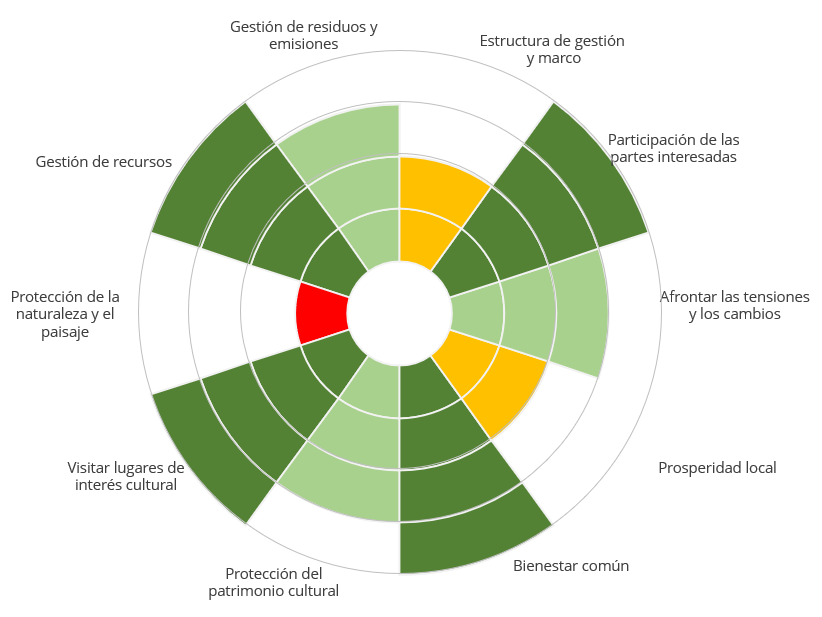 Gestión de residuos y
emisiones
Estructura de gestión
y marco
Participación de las
partes interesadas
Gestión de recursos
Afrontar las tensiones
y los cambios
Protección de la
naturaleza y el
paisaje
Visitar lugares de
interés cultural
Prosperidad local
Protección del
patrimonio cultural
Bienestar común